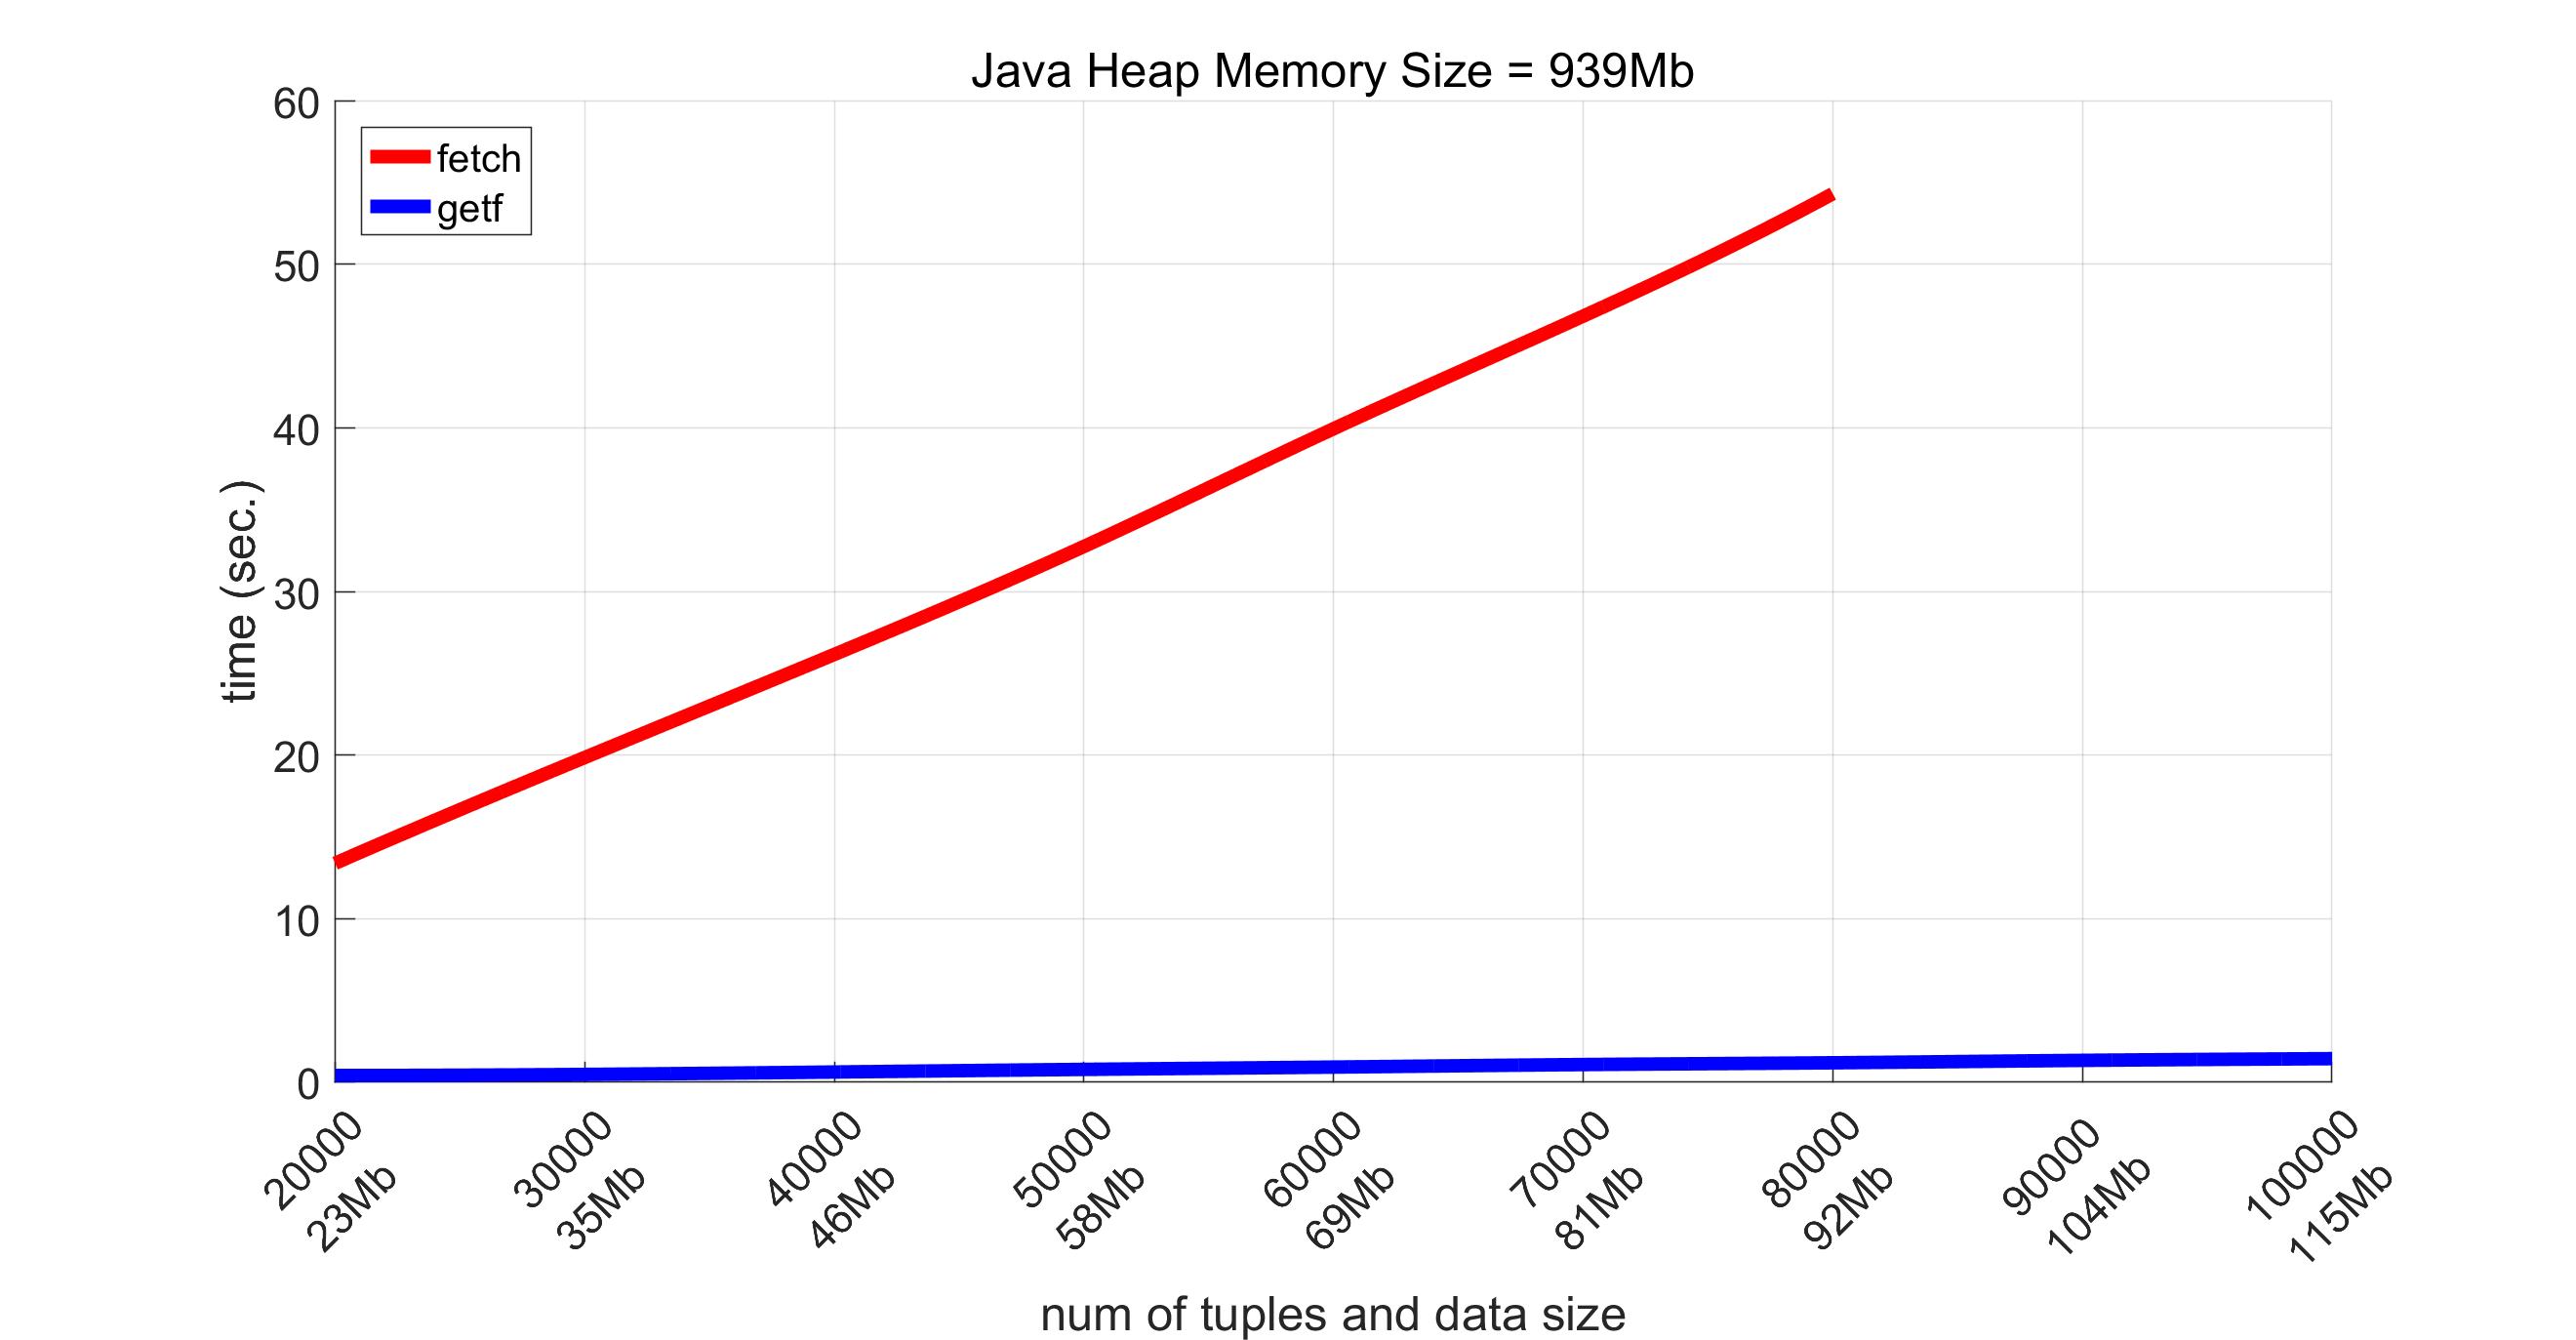 Java Heap Memory Size = 939Mb
60
50
40
30
20
10
0
time (sec.)
fetch
getf
20000
23Mb
30000
35Mb
40000
46Mb
50000
58Mb
60000
69Mb
70000
81Mb
80000
92Mb
90000
104Mb
100000
115Mb
num of tuples and data size